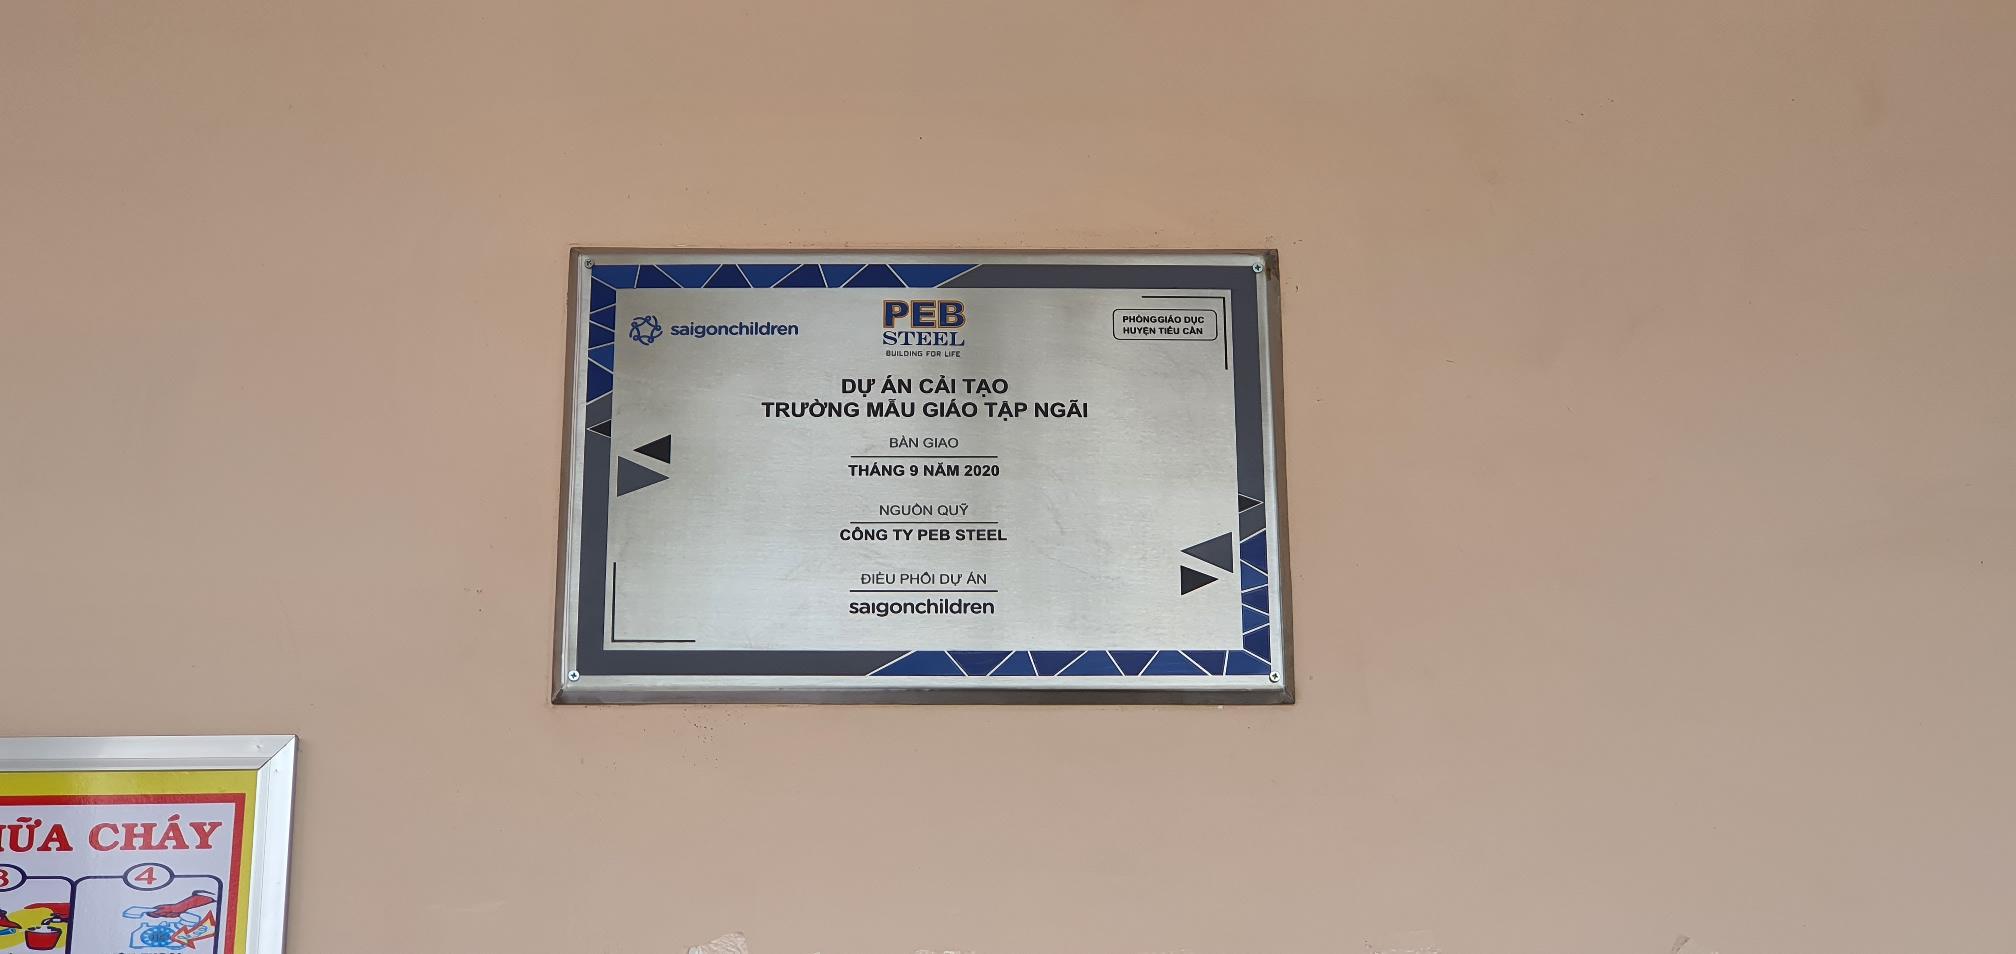 saigonchildren
PEB
STEEL
BUILDING FOR LIFE
PHÒNG GIÁO DỤC
HUYỆN TIỂU CẦN
DỰ ÁN CẢI TẠO
TRƯỜNG MẪU GIÁO TẬP NGÃI
BÀN GIAO
THÁNG 9 NĂM 2020
NGUỒN QUỸ
CÔNG TY PEB STEEL
ĐIỀU PHỐI DỰ ÁN
saigonchildren
HỮA CHÁY
3
4